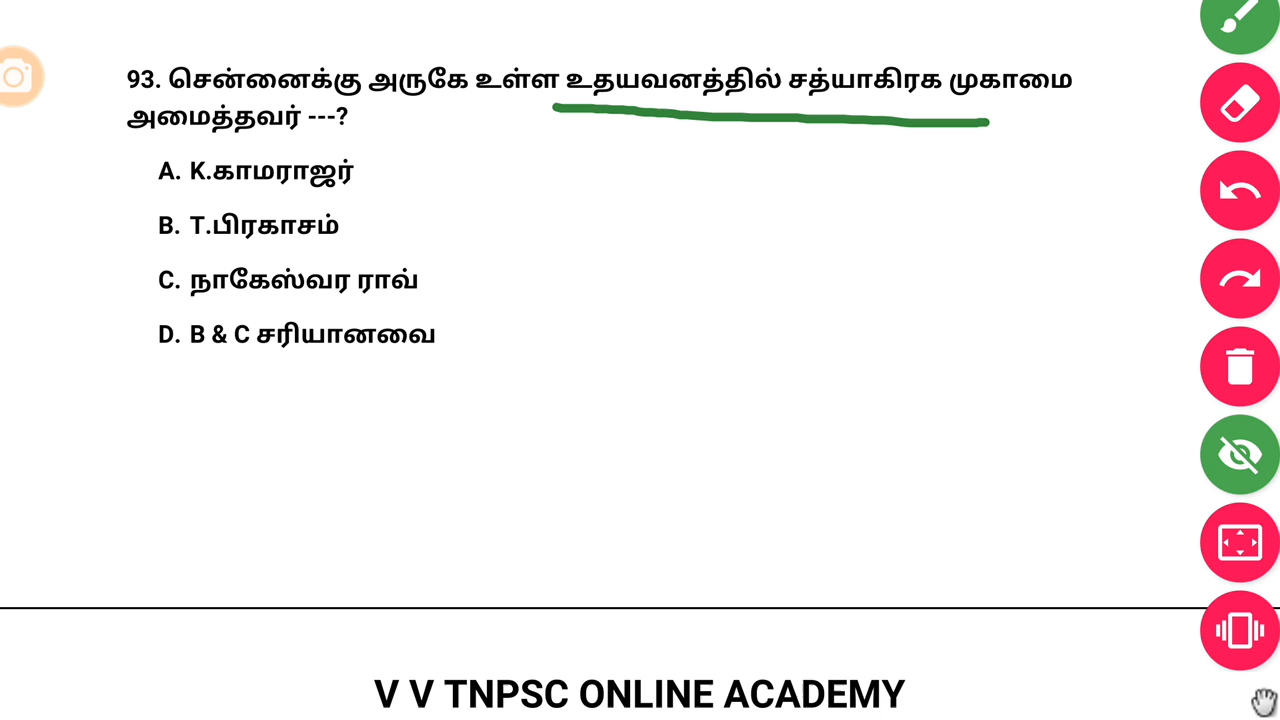 93. சென்னைக்கு அருகே உள்ள உதயவனத்தில் சத்யாகிரக முகாமை
அமைத்தவர் ---?
A. K.காமராஜர்
B. T.பிரகாசம்
C. நாகேஸ்வர ராவ்
D. B & C சரியானவை
V V TNPSC ONLINE ACADEMY